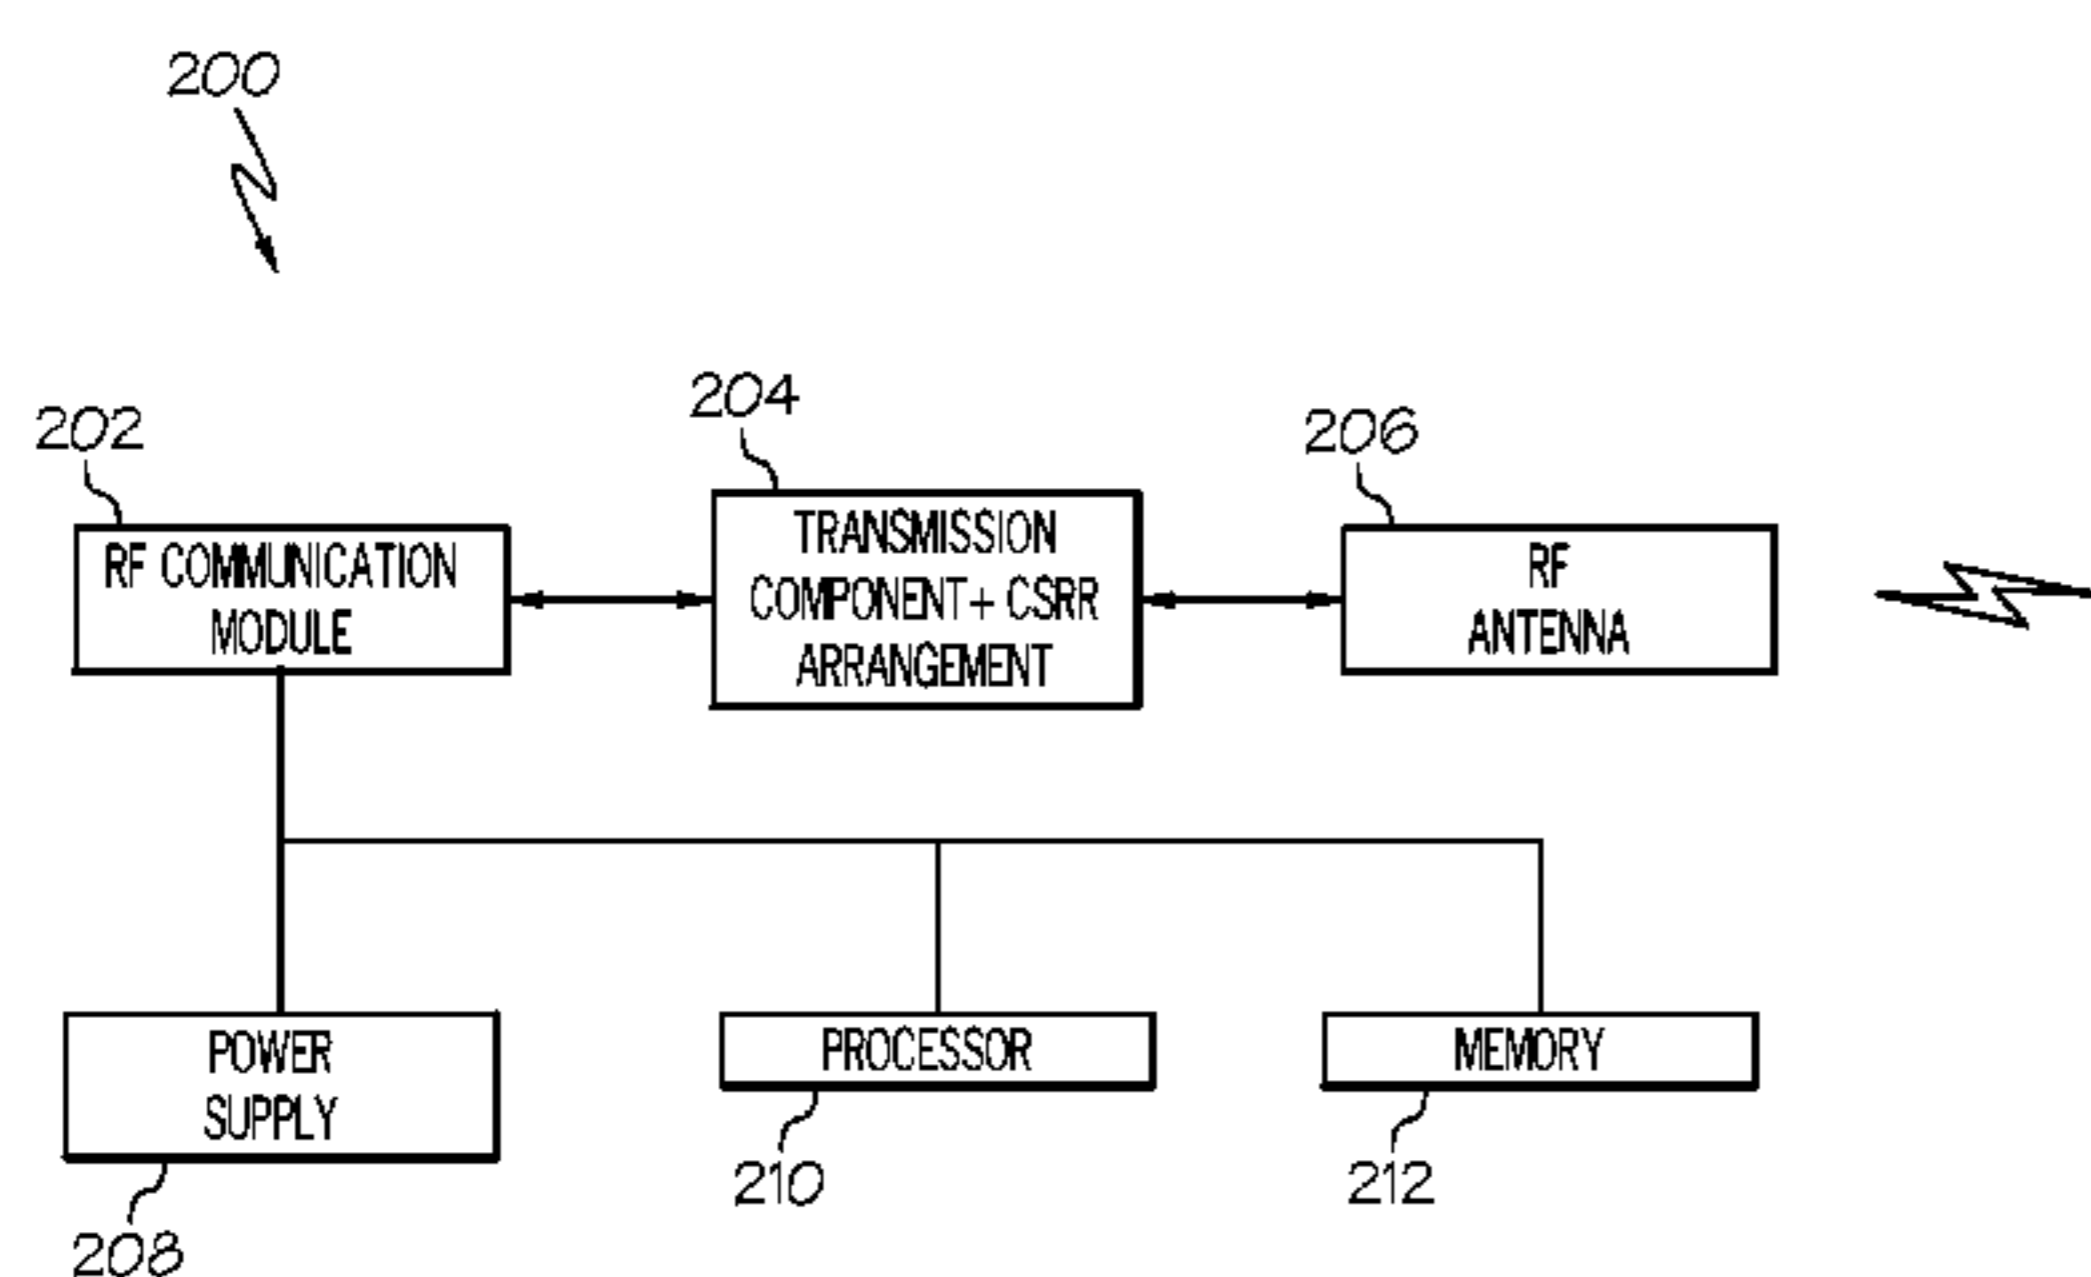 200
202
RF COMMUNICATION
MODULE
204
TRANSMISSION
COMPONENT+ CSRR
ARRANGEMENT
206
RF
ANTENNA
POWER
SUPPLY
208
PROCESSOR
210
MEMORY
212